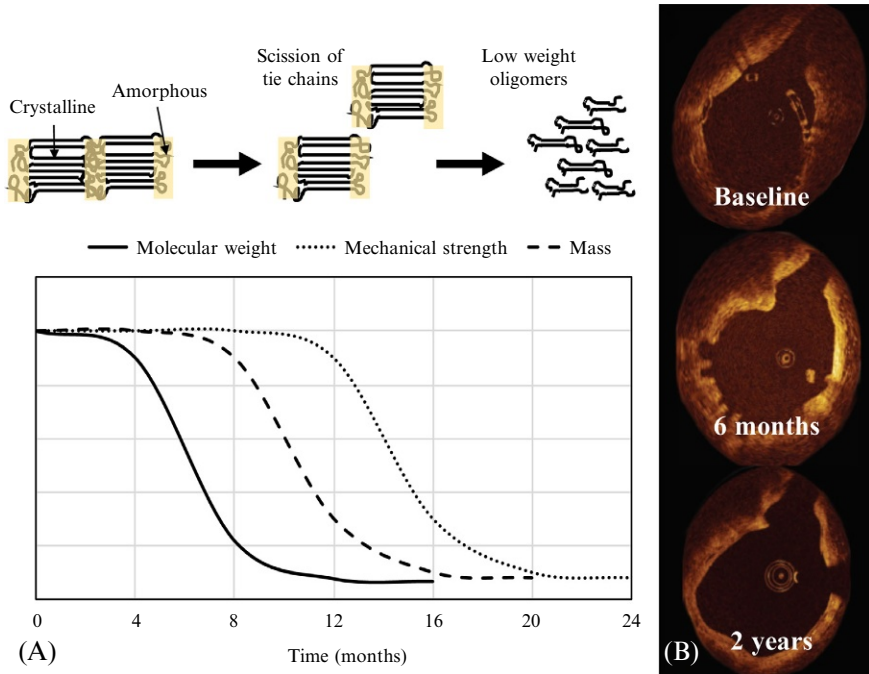 Scission of
tie chains
Low weight
oligomers
Amorphous
Crystalline
Molecular weight
Mechanical strength
Mass
0
4
8
12
16
20
24
Time (months)
(A)
Baseline
6 months
2 years
(B)